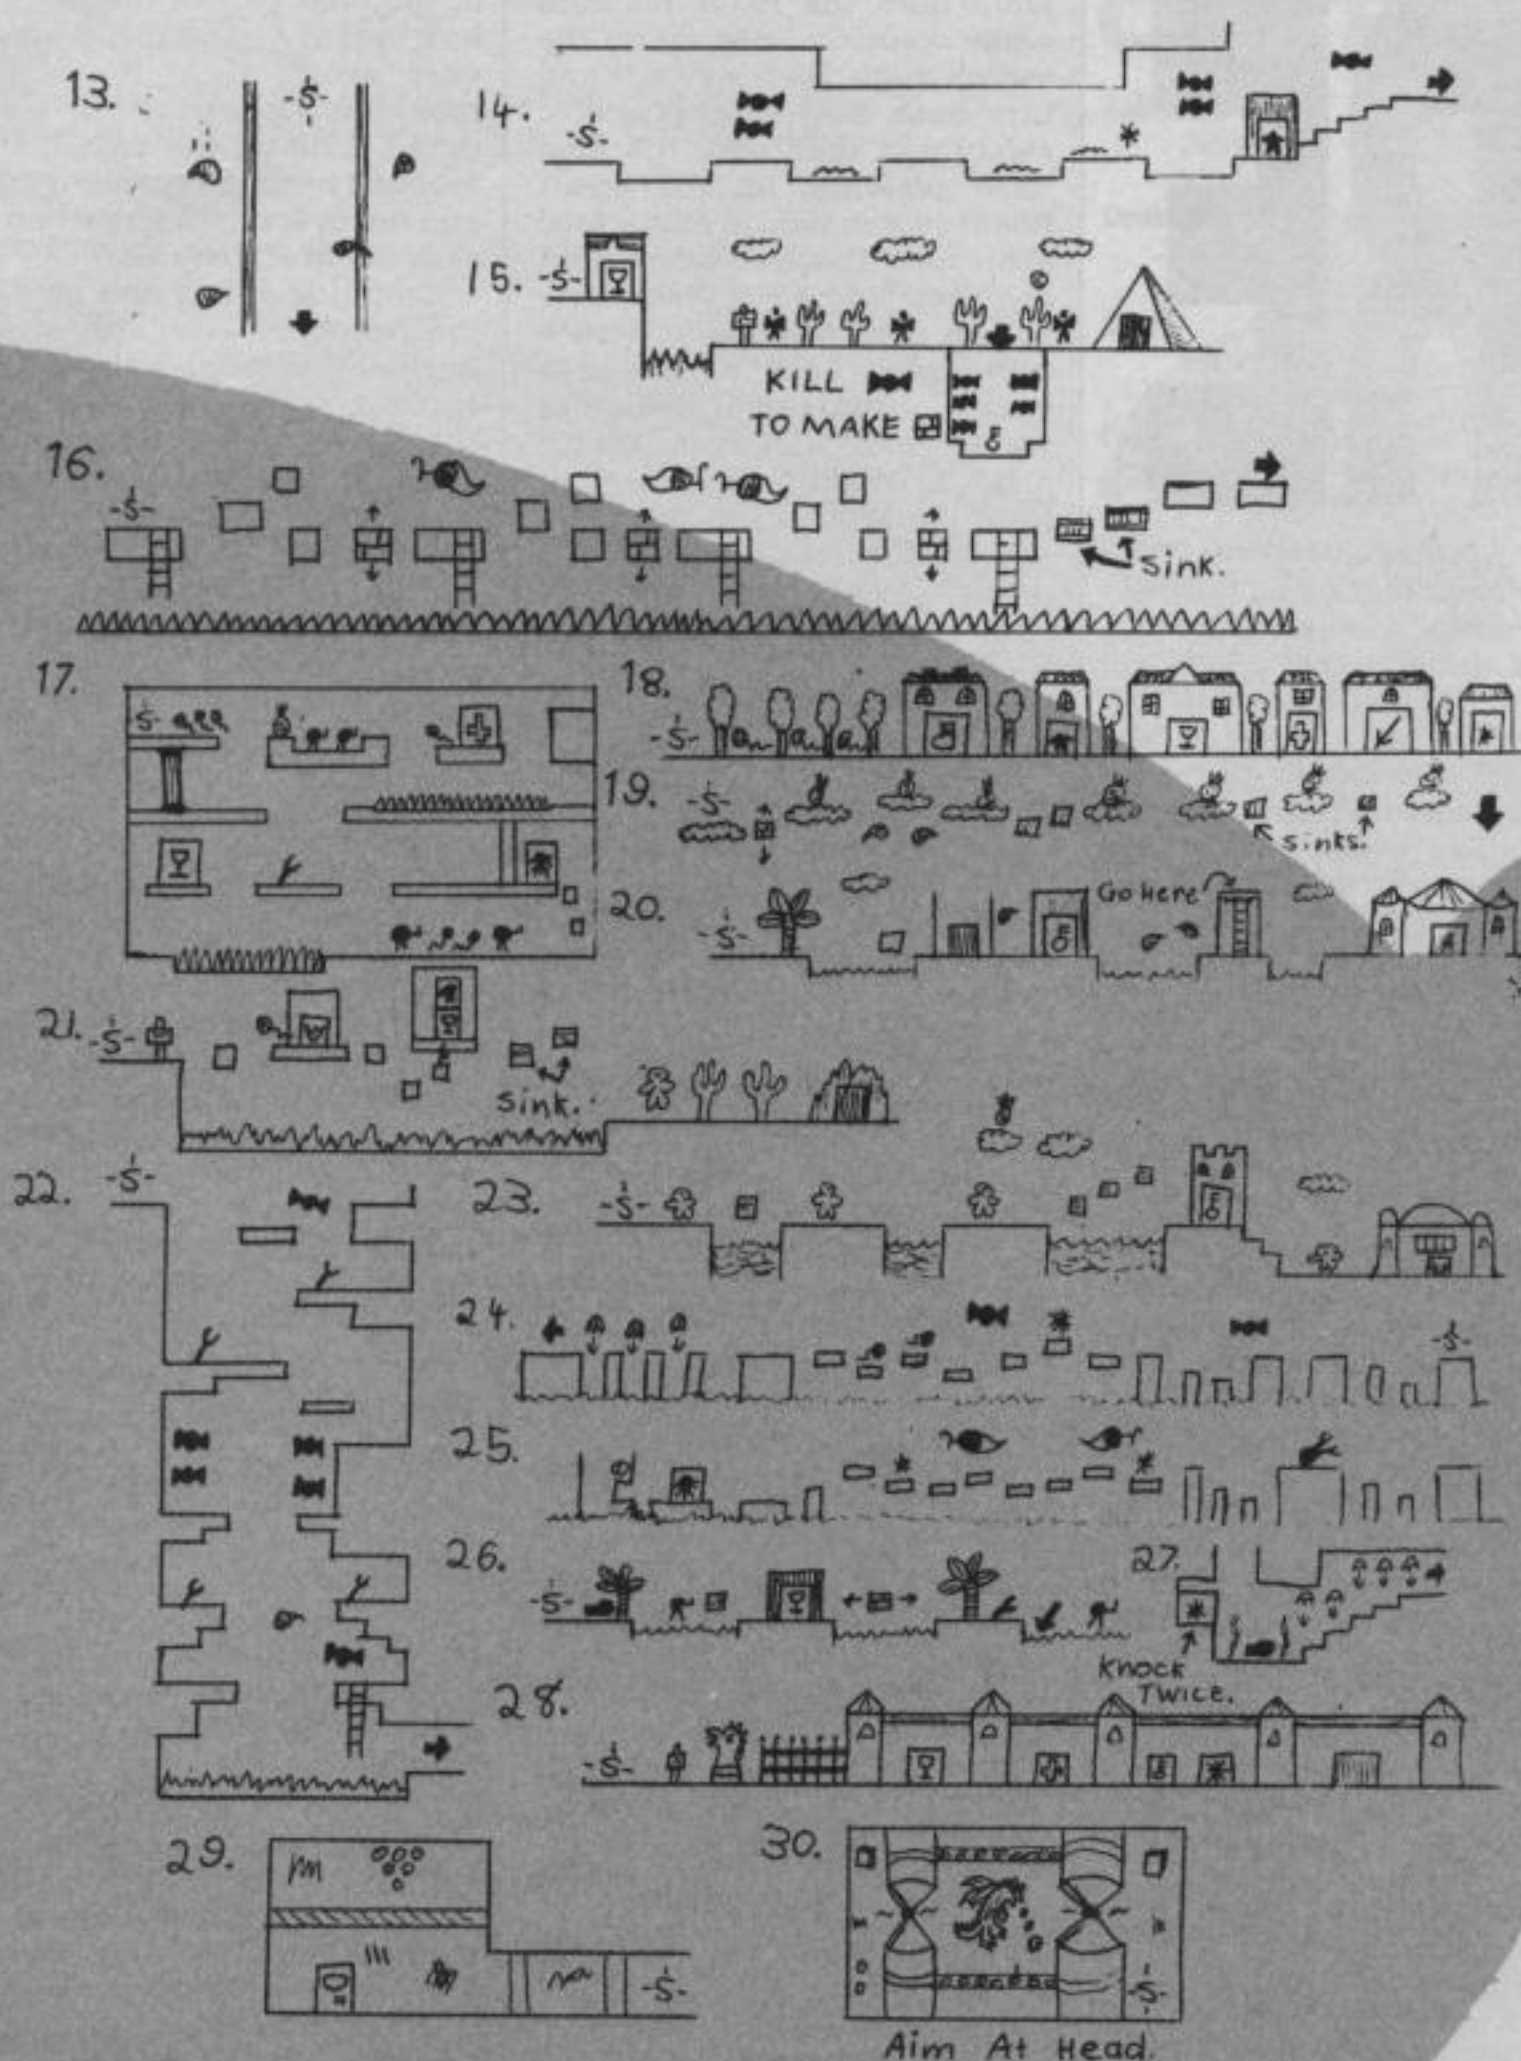 13.
-S-
14.
-S-
15.
-S-
KILL
TO MAKE
16.
-S-
Sink.
17.
-S-
18.
-S-
19.
-S-
Sinks.
20.
-S-
Go Here
21.
-S-
Sink.
22.
-S-
23.
-S-
24.
-S-
25.
26.
-S-
27.
Knock
TWICE.
28.
-S-
29.
-S-
30.
-S-
Aim At Head.